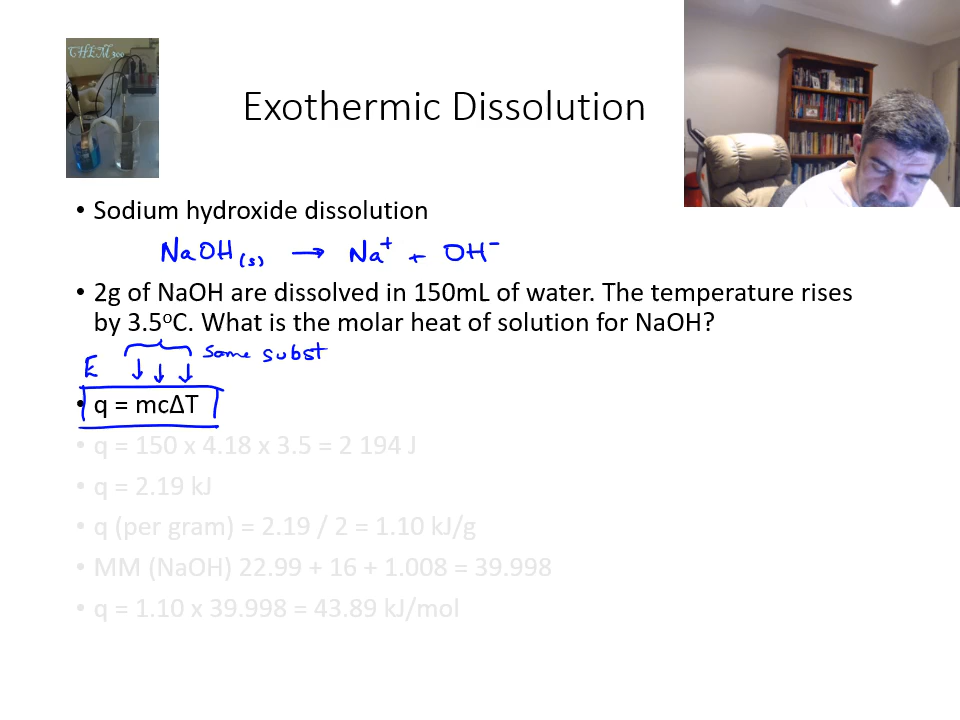 CHEM 300
Exothermic Dissolution
• Sodium hydroxide dissolution
NaOH(s) → Na⁺ + OH⁻
• 2g of NaOH are dissolved in 150mL of water. The temperature rises
by 3.5ᵒC. What is the molar heat of solution for NaOH?
E some subst
• q = mcΔT
• q = 150 x 4.18 x 3.5 = 2 194 J
• q = 2.19 kJ
• q (per gram) = 2.19 / 2 = 1.10 kJ/g
• MM (NaOH) 22.99 + 16 + 1.008 = 39.998
• q = 1.10 x 39.998 = 43.89 kJ/mol